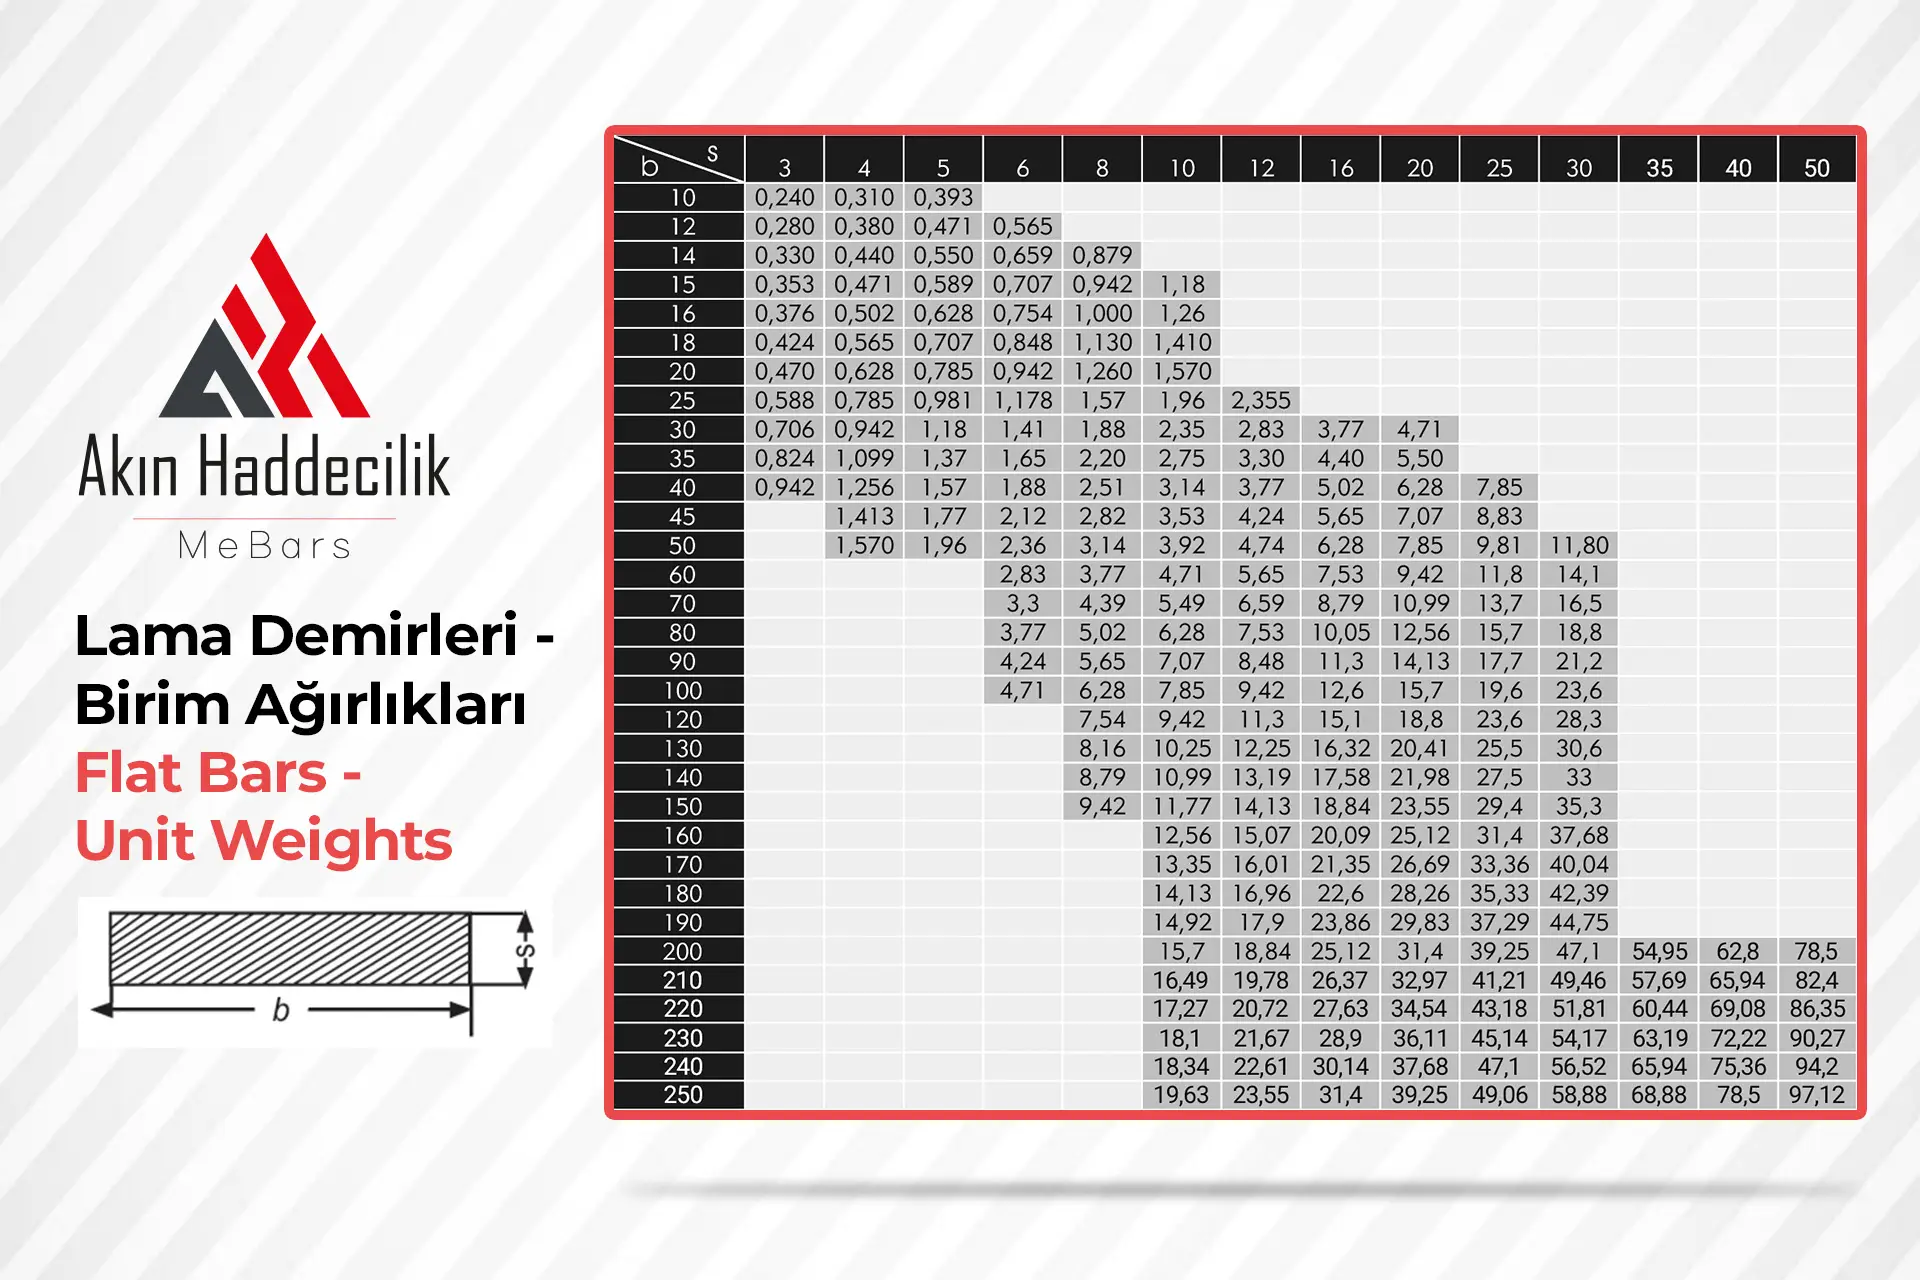 Akın Haddecilik
MeBars
Lama Demirleri -
Birim Ağırlıkları
Flat Bars -
Unit Weights
s
b
b s 3 4 5 6 8 10 12 16 20 25 30 35 40 50
10 0,240 0,310 0,393
12 0,280 0,380 0,471 0,565
14 0,330 0,440 0,550 0,659 0,879
15 0,353 0,471 0,589 0,707 0,942 1,18
16 0,376 0,502 0,628 0,754 1,000 1,26
18 0,424 0,565 0,707 0,848 1,130 1,410
20 0,470 0,628 0,785 0,942 1,260 1,570
25 0,588 0,785 0,981 1,178 1,57 1,96 2,355
30 0,706 0,942 1,18 1,41 1,88 2,35 2,83 3,77 4,71
35 0,824 1,099 1,37 1,65 2,20 2,75 3,30 4,40 5,50
40 0,942 1,256 1,57 1,88 2,51 3,14 3,77 5,02 6,28 7,85
45 1,413 1,77 2,12 2,82 3,53 4,24 5,65 7,07 8,83
50 1,570 1,96 2,36 3,14 3,92 4,74 6,28 7,85 9,81 11,80
60 2,83 3,77 4,71 5,65 7,53 9,42 11,8 14,1
70 3,3 4,39 5,49 6,59 8,79 10,99 13,7 16,5
80 3,77 5,02 6,28 7,53 10,05 12,56 15,7 18,8
90 4,24 5,65 7,07 8,48 11,3 14,13 17,7 21,2
100 4,71 6,28 7,85 9,42 12,6 15,7 19,6 23,6
120 7,54 9,42 11,3 15,1 18,8 23,6 28,3
130 8,16 10,25 12,25 16,32 20,41 25,5 30,6
140 8,79 10,99 13,19 17,58 21,98 27,5 33
150 9,42 11,77 14,13 18,84 23,55 29,4 35,3
160 12,56 15,07 20,09 25,12 31,4 37,68
170 13,35 16,01 21,35 26,69 33,36 40,04
180 14,13 16,96 22,6 28,26 35,33 42,39
190 14,92 17,9 23,86 29,83 37,29 44,75
200 15,7 18,84 25,12 31,4 39,25 47,1 54,95 62,8 78,5
210 16,49 19,78 26,37 32,97 41,21 49,46 57,69 65,94 82,4
220 17,27 20,72 27,63 34,54 43,18 51,81 60,44 69,08 86,35
230 18,1 21,67 28,9 36,11 45,14 54,17 63,19 72,22 90,27
240 18,34 22,61 30,14 37,68 47,1 56,52 65,94 75,36 94,2
250 19,63 23,55 31,4 39,25 49,06 58,88 68,88 78,5 97,12